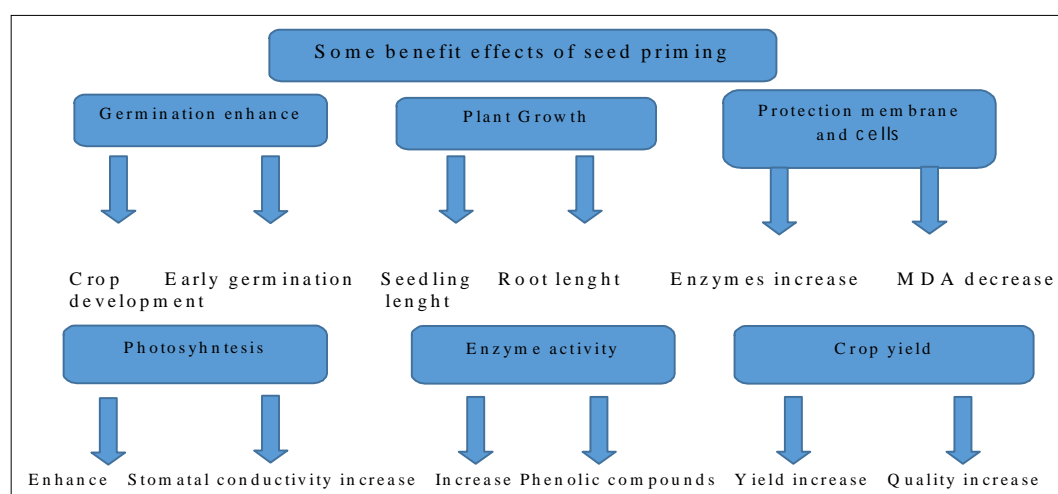 Some benefit effects of seed priming
Germination enhance
Plant Growth
Protection membrane
and cells
Crop
development
Early germination
Seedling
lenght
Root lenght
Enzymes increase
MDA decrease
Photosyhntesis
Enzyme activity
Crop yield
Enhance
Stomatal conductivity increase
Increase
Phenolic compounds
Yield increase
Quality increase